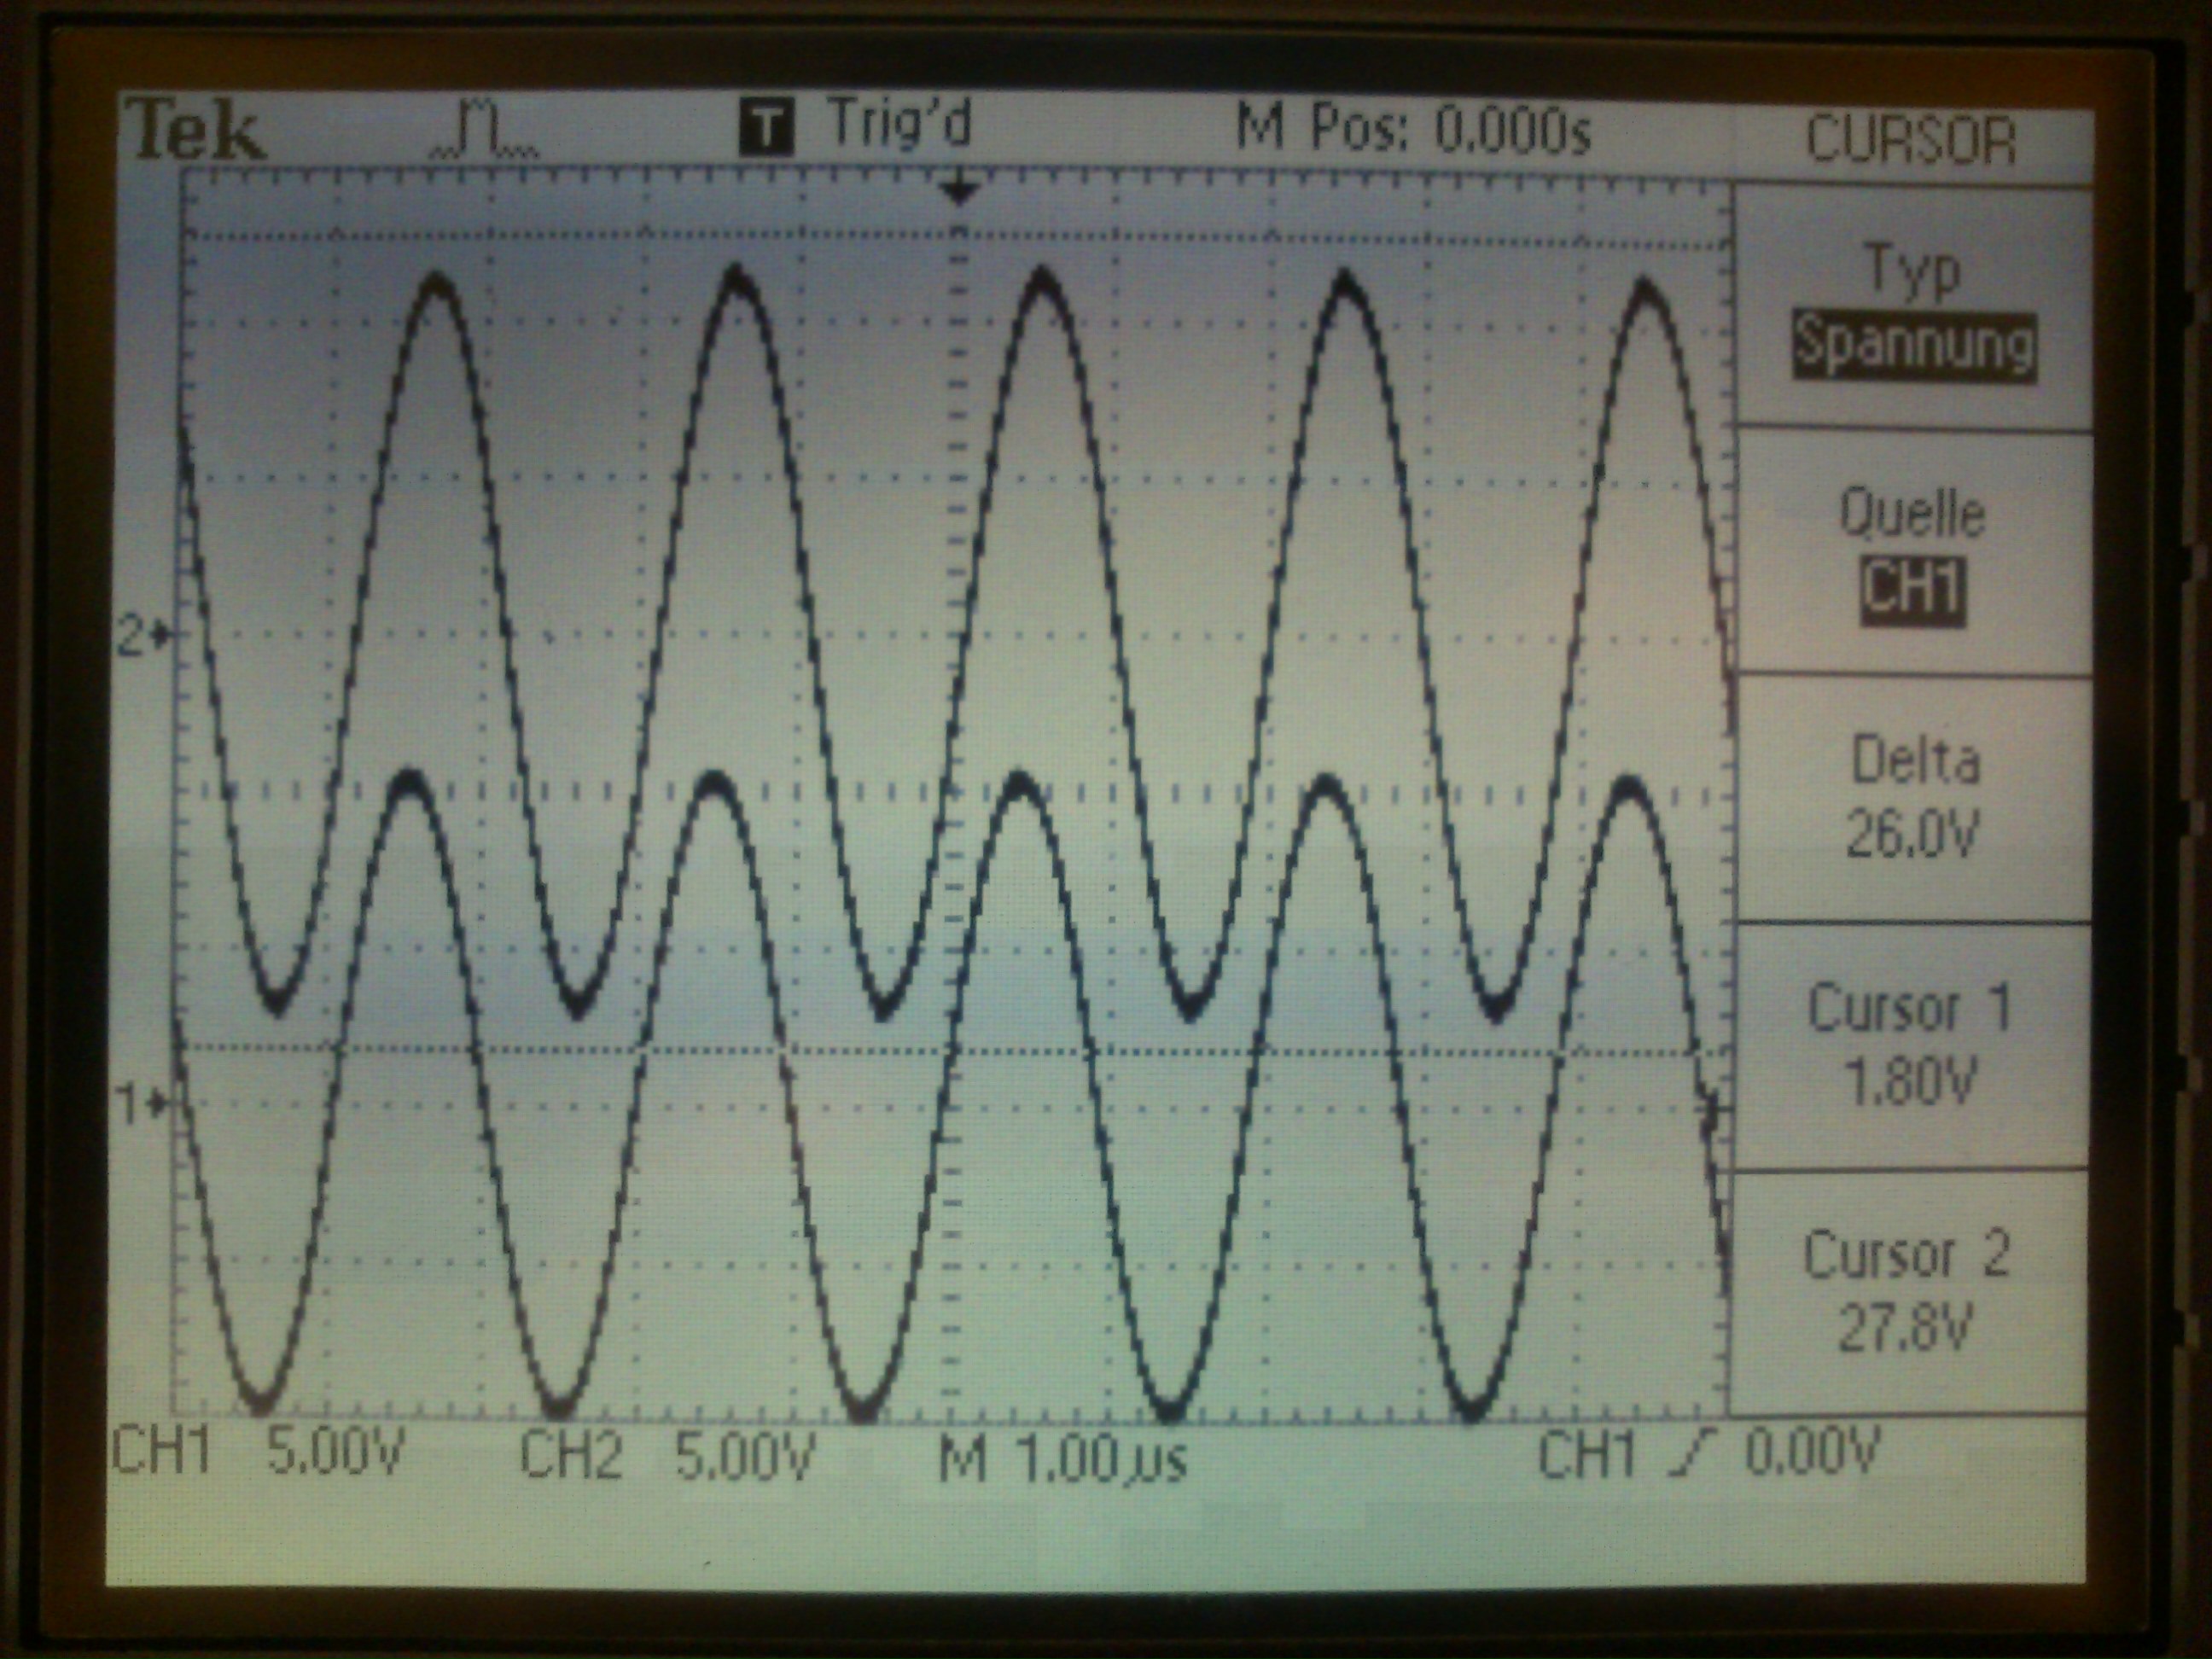 Tek T Trig'd M Pos: 0.000s CURSOR
Typ
Spannung
Quelle
CH1
Delta
26.0V
Cursor 1
1.80V
Cursor 2
27.8V
2
1
CH1 5.00V CH2 5.00V M 1.00µs CH1 0.00V